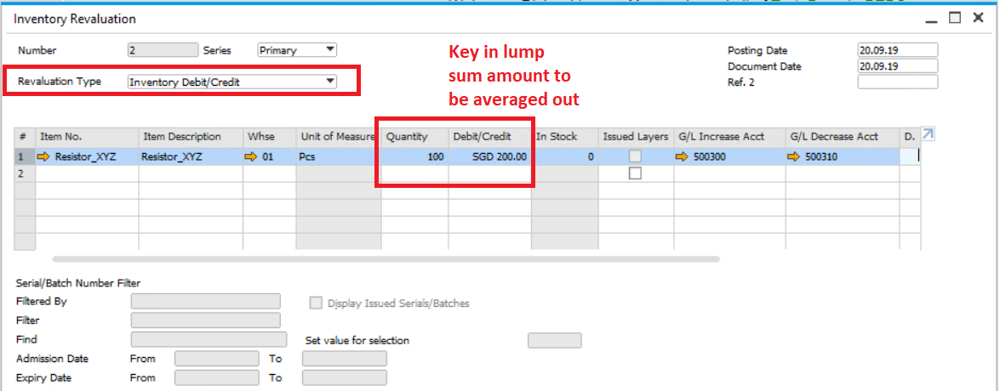 Inventory Revaluation
Number 2 Series Primary
Key in lump
sum amount to
be averaged out
Posting Date 20.09.19
Document Date 20.09.19
Ref. 2
Revaluation Type Inventory Debit/Credit
# Item No. Item Description Whse Unit of Measure Quantity Debit/Credit In Stock Issued Layers G/L Increase Acct G/L Decrease Acct D.
1 Resistor_XYZ Resistor_XYZ 01 Pcs 100 SGD 200.00 0 500300 500310
2
Serial/Batch Number Filter
Filtered By
Display Issued Serials/Batches
Filter
Find
Set value for selection
Admission Date From To
Expiry Date From To